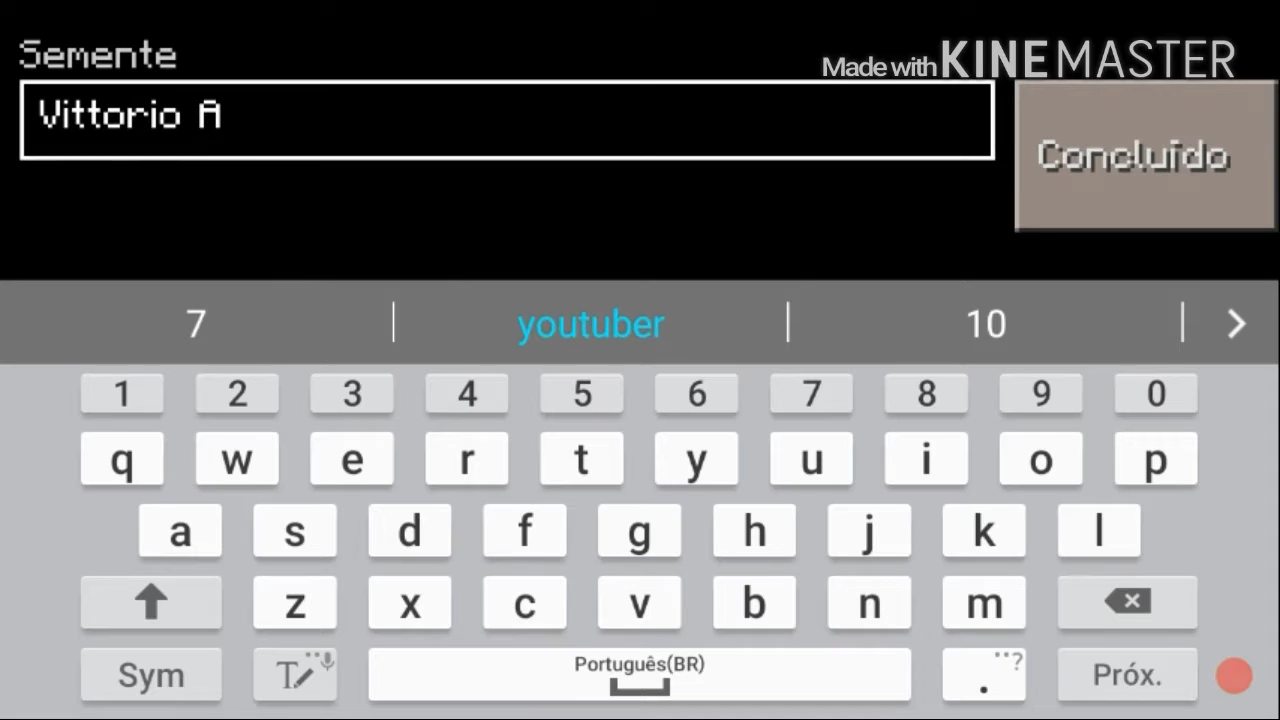 Semente
Made with KINEMASTER
Vittorio A
Concluído
7 youtuber 10
1 2 3 4 5 6 7 8 9 0
q w e r t y u i o p
a s d f g h j k l
z x c v b n m
Sym Português(BR) . ? Próx.